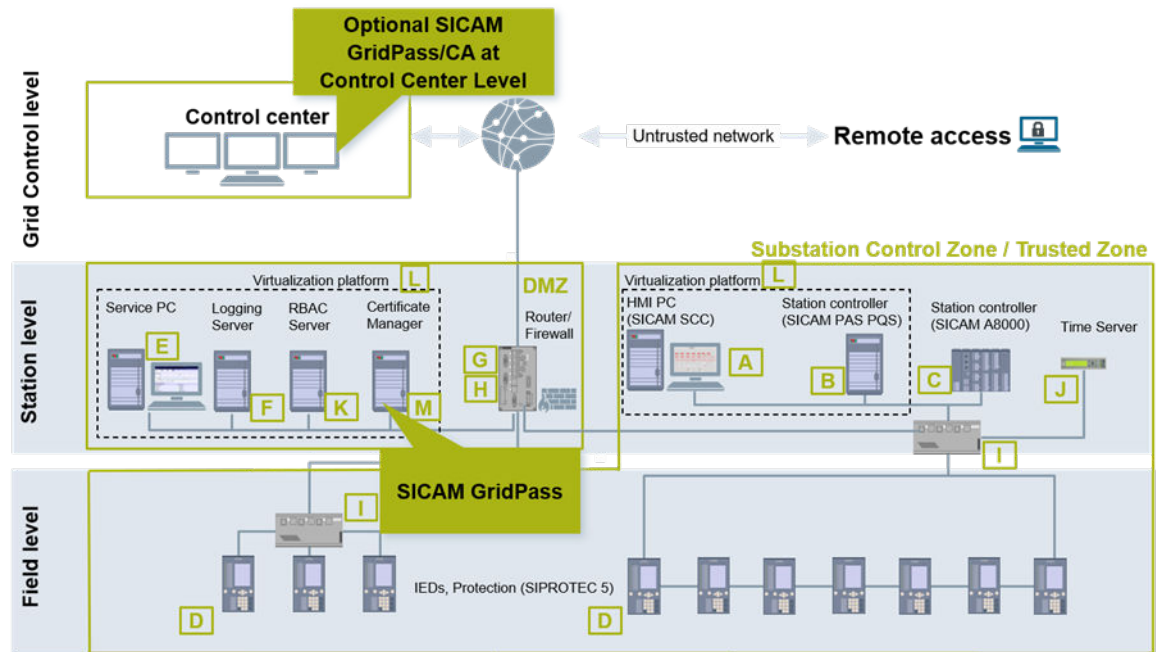 Optional SICAM
GridPass/CA at
Control Center Level
Grid Control level
Control center
Untrusted network
Remote access
Substation Control Zone / Trusted Zone
Station level
Virtualization platform
L
DMZ
Service PC
Logging
Server
RBAC
Server
Certificate
Manager
Router/
Firewall
E
F
K
M
G
H
Virtualization platform
L
HMI PC
(SICAM SCC)
Station controller
(SICAM PAS PQS)
Station controller
(SICAM A8000)
Time Server
A
B
C
J
I
SICAM GridPass
Field level
I
IEDs, Protection (SIPROTEC 5)
D
D